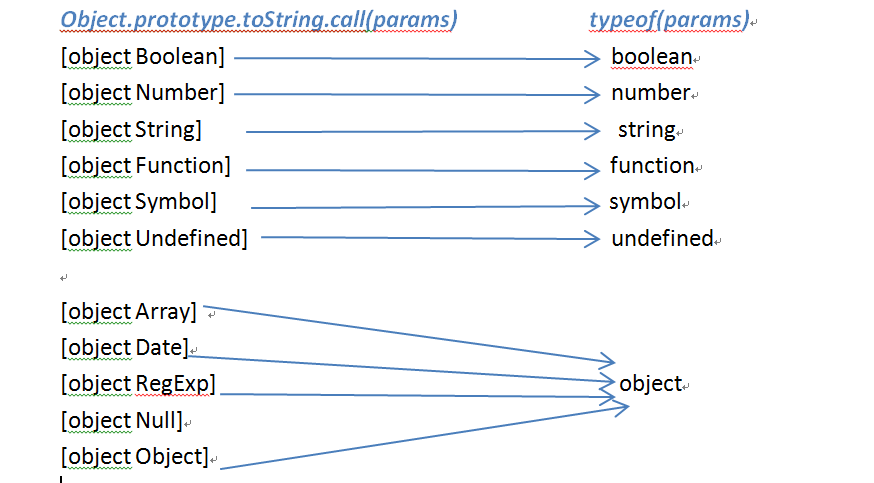 Object.prototype.toString.call(params) typeof(params)
[object Boolean] boolean
[object Number] number
[object String] string
[object Function] function
[object Symbol] symbol
[object Undefined] undefined
[object Array]
[object Date]
[object RegExp] object
[object Null]
[object Object]